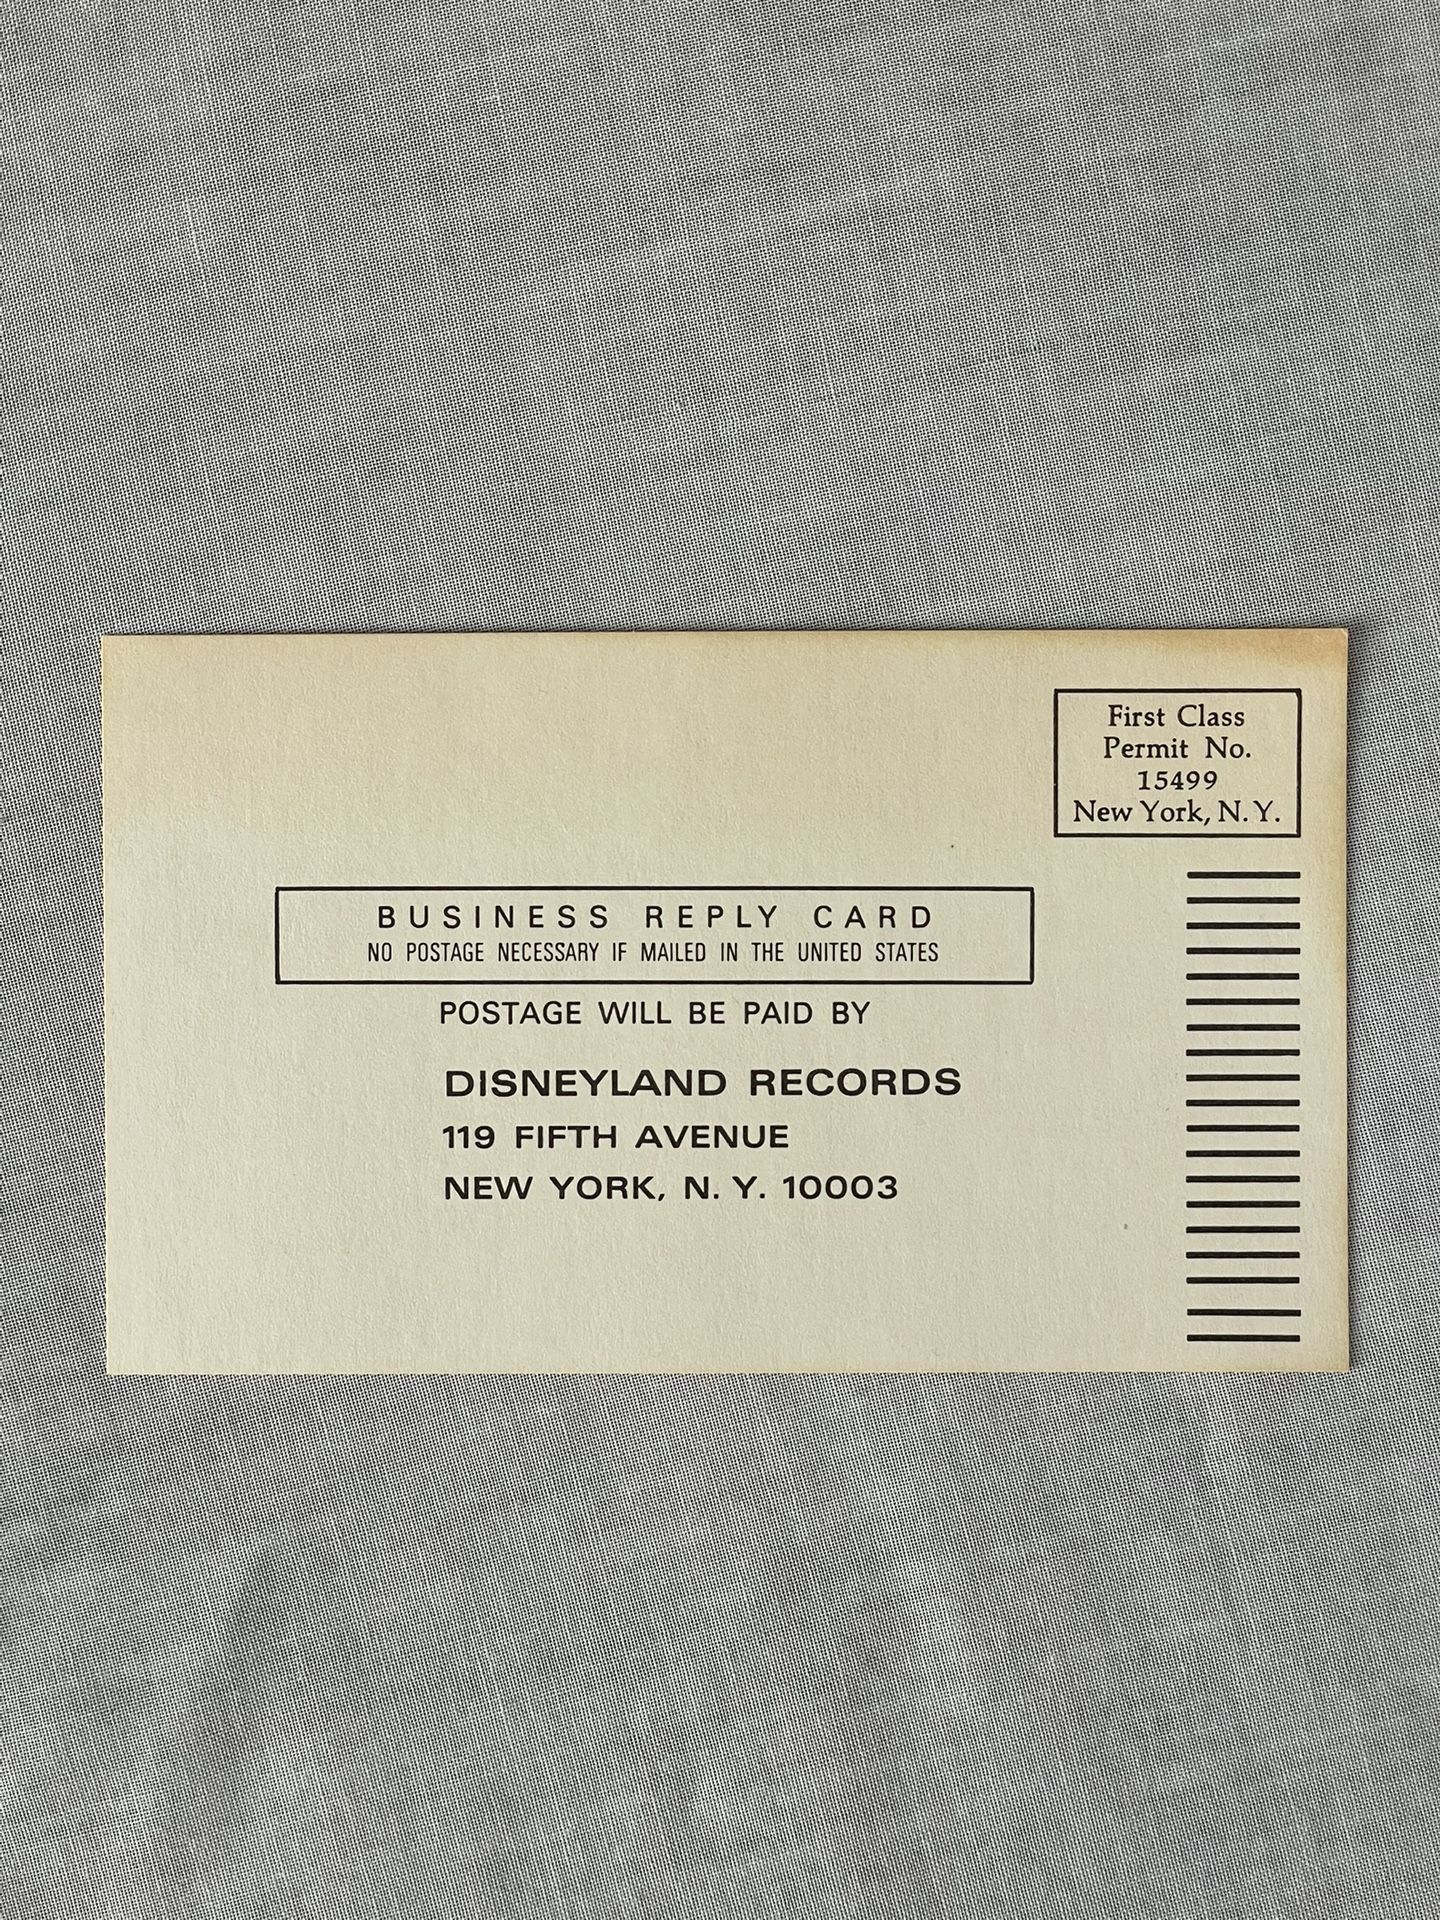 First Class
Permit No.
15499
New York, N.Y.
BUSINESS REPLY CARD
NO POSTAGE NECESSARY IF MAILED IN THE UNITED STATES
POSTAGE WILL BE PAID BY
DISNEYLAND RECORDS
119 FIFTH AVENUE
NEW YORK, N. Y. 10003